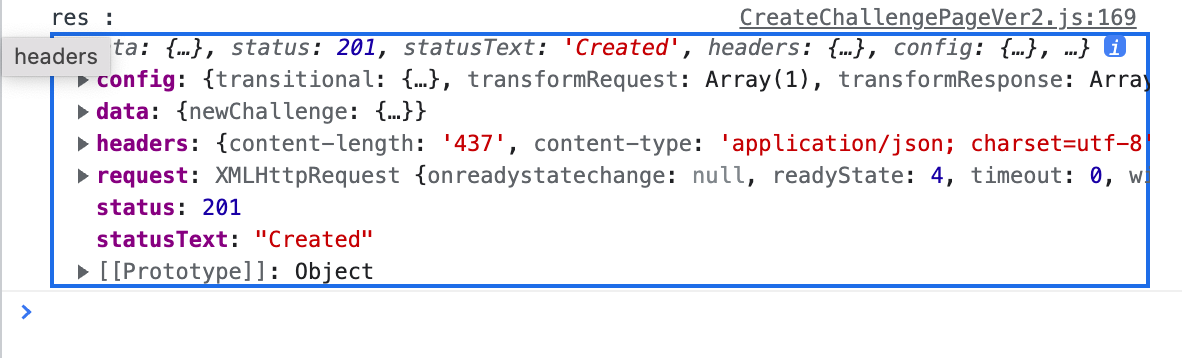 res :
CreateChallengePageVer2.js:169
headers
ta: {…}, status: 201, statusText: 'Created', headers: {…}, config: {…}, …} i
▶ config: {transitional: {…}, transformRequest: Array(1), transformResponse: Array
▶ data: {newChallenge: {…}}
▶ headers: {content-length: '437', content-type: 'application/json; charset=utf-8'
▶ request: XMLHttpRequest {onreadystatechange: null, readyState: 4, timeout: 0, wi
status: 201
statusText: "Created"
▶ [[Prototype]]: Object
>